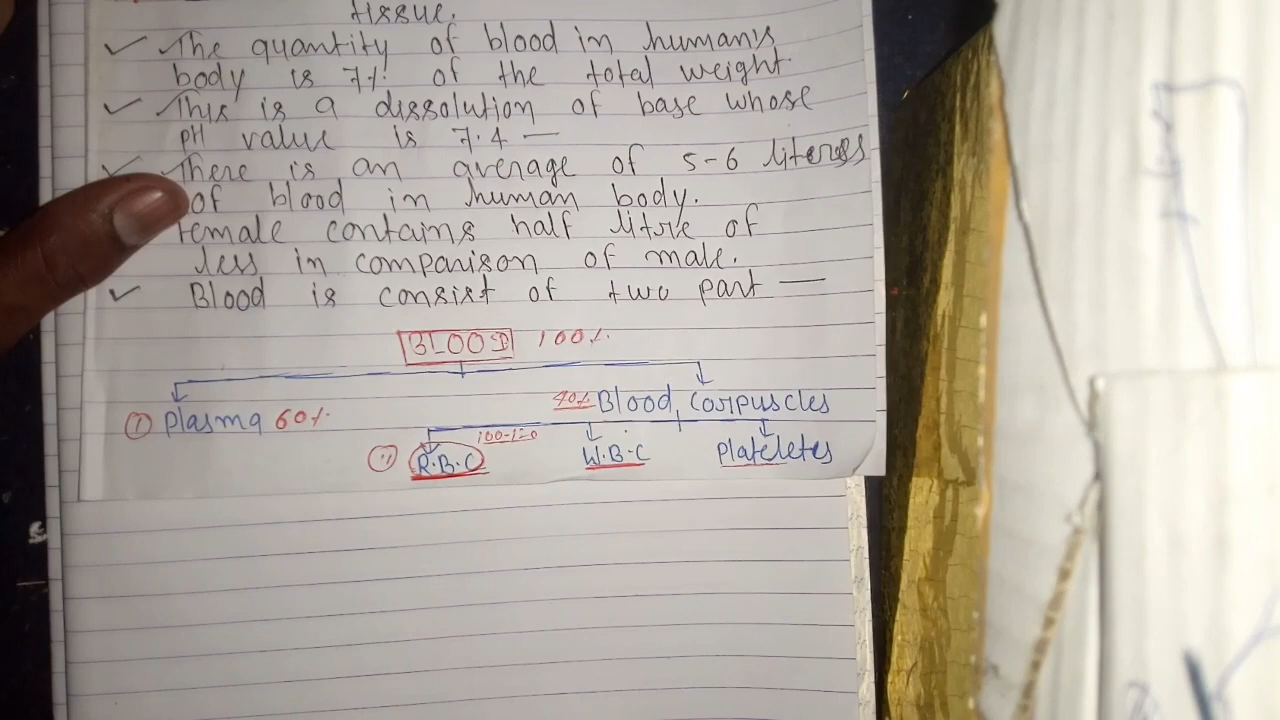 tissue.
✓ The quantity of blood in human's
body is 7% of the total weight.
✓ This is a dissolution of base whose
pH value is 7.4 —
✓ There is an average of 5-6 literes
of blood in human body.
Female contains half litre of
less in comparison of male.
✓ Blood is consist of two part —
BLOOD 100%.
① Plasma 60%
40% Blood Corpuscles
100-120
R.B.C W.B-C Plateletes